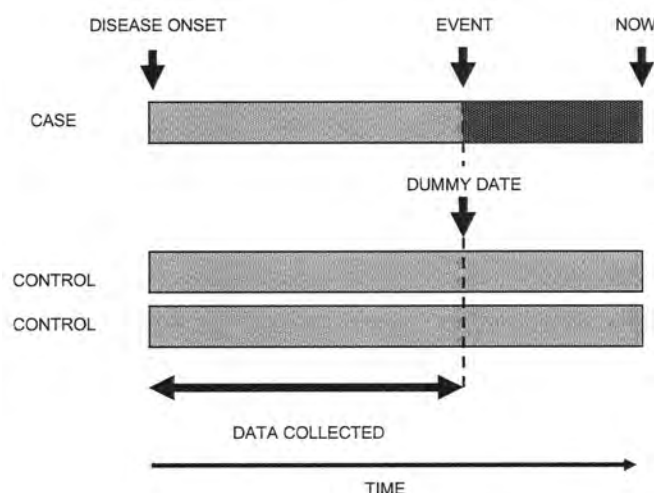 DISEASE ONSET EVENT NOW
CASE
DUMMY DATE
CONTROL
CONTROL
DATA COLLECTED
TIME